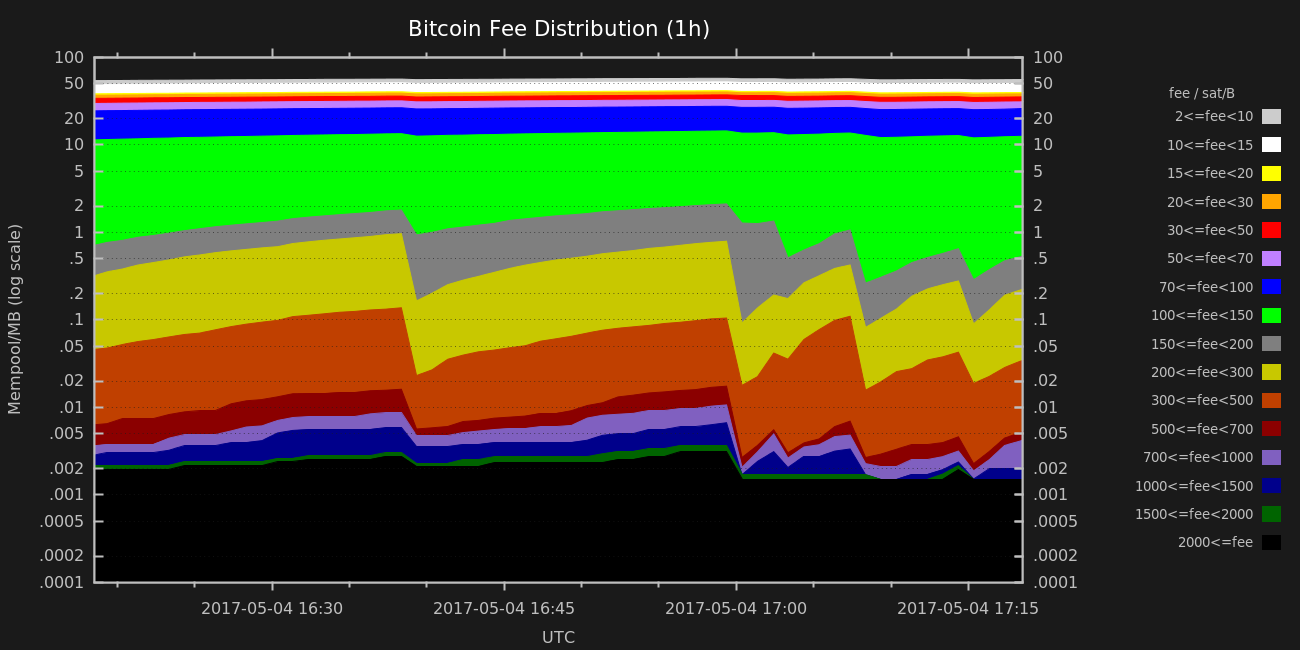 Bitcoin Fee Distribution (1h)
Mempool/MB (log scale)
100
50
20
10
5
2
1
.5
.2
.1
.05
.02
.01
.005
.002
.001
.0005
.0002
.0001
100
50
20
10
5
2
1
.5
.2
.1
.05
.02
.01
.005
.002
.001
.0005
.0002
.0001
2017-05-04 16:30
2017-05-04 16:45
2017-05-04 17:00
2017-05-04 17:15
UTC
fee / sat/B
2<=fee<10
10<=fee<15
15<=fee<20
20<=fee<30
30<=fee<50
50<=fee<70
70<=fee<100
100<=fee<150
150<=fee<200
200<=fee<300
300<=fee<500
500<=fee<700
700<=fee<1000
1000<=fee<1500
1500<=fee<2000
2000<=fee